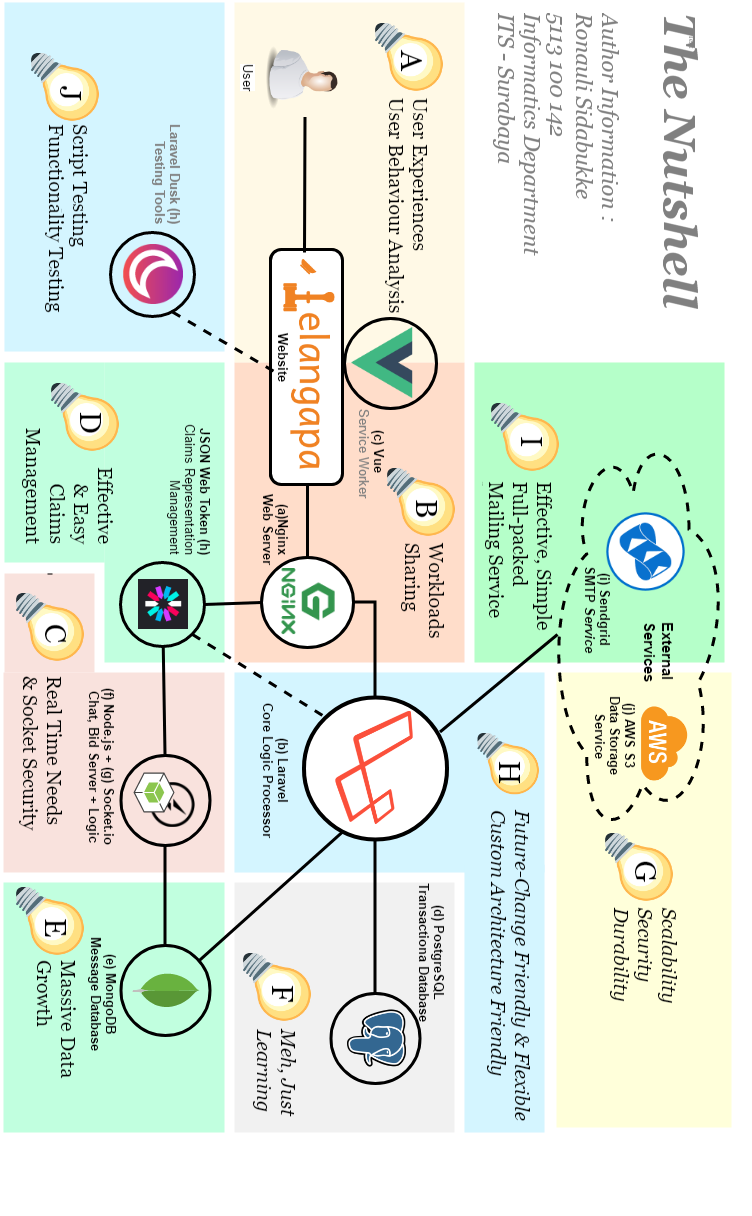 The Nutshell
Author Information :
Ronauli Sidabukke
5113 100 142
Informatics Department
ITS - Surabaya
A
User Experiences
User Behaviour Analysis
User
Jelangapa
Website
(c) Vue
Service Worker
B
Workloads
Sharing
(a)Nginx
Web Server
NGiNX
I
Effective, Simple
Full-packed
Mailing Service
(i) Sendgrid
SMTP Service
External
Services
AWS
(j) AWS S3
Data Storage
Service
G
Scalability
Security
Durability
H
Future-Change Friendly & Flexible
Custom Architecture Friendly
(b) Laravel
Core Logic Processor
(d) PostgreSQL
Transactiona Database
F
Meh, Just
Learning
J
Script Testing
Functionality Testing
Laravel Dusk (h)
Testing Tools
D
Effective
& Easy
Claims
Management
JSON Web Token (h)
Claims Representation
Management
C
Real Time Needs
& Socket Security
(f) Node.js + (g) Socket.io
Chat, Bid Server + Logic
E
Massive Data
Growth
(e) MongoDB
Message Database